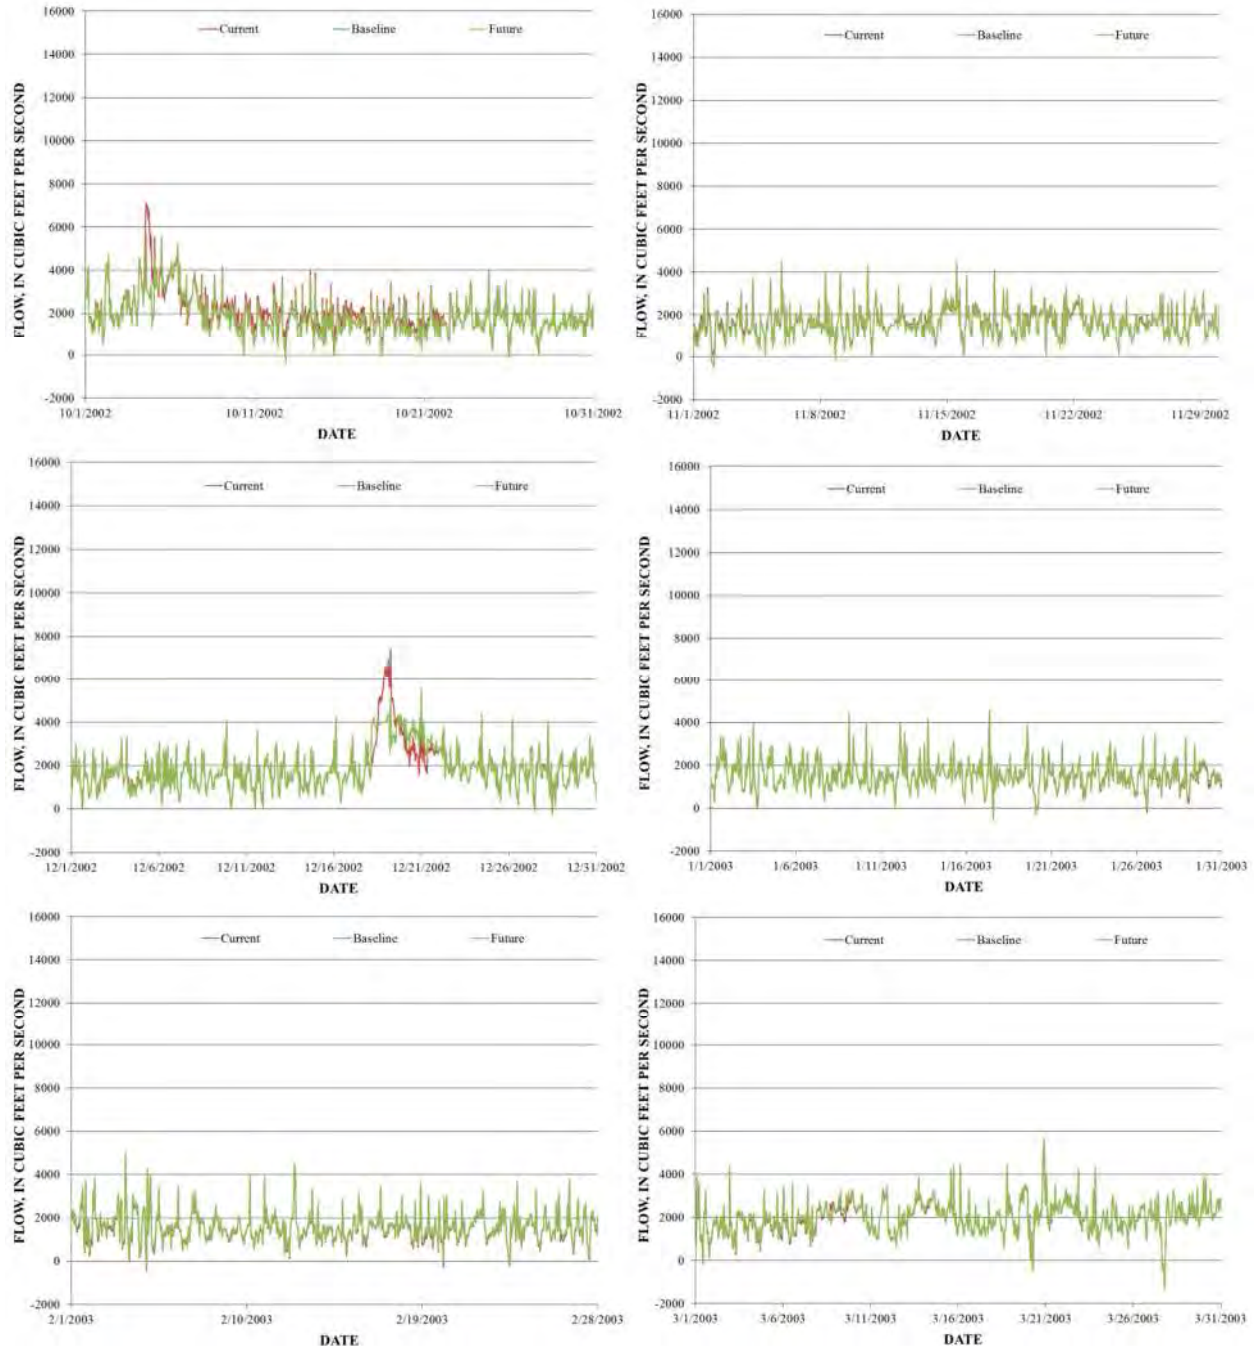 16000
14000
12000
10000
8000
6000
4000
2000
0
-2000
FLOW, IN CUBIC FEET PER SECOND
Current Baseline Future
10/1/2002 10/11/2002 10/21/2002 10/31/2002
DATE
16000
14000
12000
10000
8000
6000
4000
2000
0
-2000
FLOW, IN CUBIC FEET PER SECOND
Current Baseline Future
11/1/2002 11/8/2002 11/15/2002 11/22/2002 11/29/2002
DATE
16000
14000
12000
10000
8000
6000
4000
2000
0
-2000
FLOW, IN CUBIC FEET PER SECOND
Current Baseline Future
12/1/2002 12/6/2002 12/11/2002 12/16/2002 12/21/2002 12/26/2002 12/31/2002
DATE
16000
14000
12000
10000
8000
6000
4000
2000
0
-2000
FLOW, IN CUBIC FEET PER SECOND
Current Baseline Future
1/1/2003 1/6/2003 1/11/2003 1/16/2003 1/21/2003 1/26/2003 1/31/2003
DATE
16000
14000
12000
10000
8000
6000
4000
2000
0
-2000
FLOW, IN CUBIC FEET PER SECOND
Current Baseline Future
2/1/2003 2/10/2003 2/19/2003 2/28/2003
DATE
16000
14000
12000
10000
8000
6000
4000
2000
0
-2000
FLOW, IN CUBIC FEET PER SECOND
Current Baseline Future
3/1/2003 3/6/2003 3/11/2003 3/16/2003 3/21/2003 3/26/2003 3/31/2003
DATE